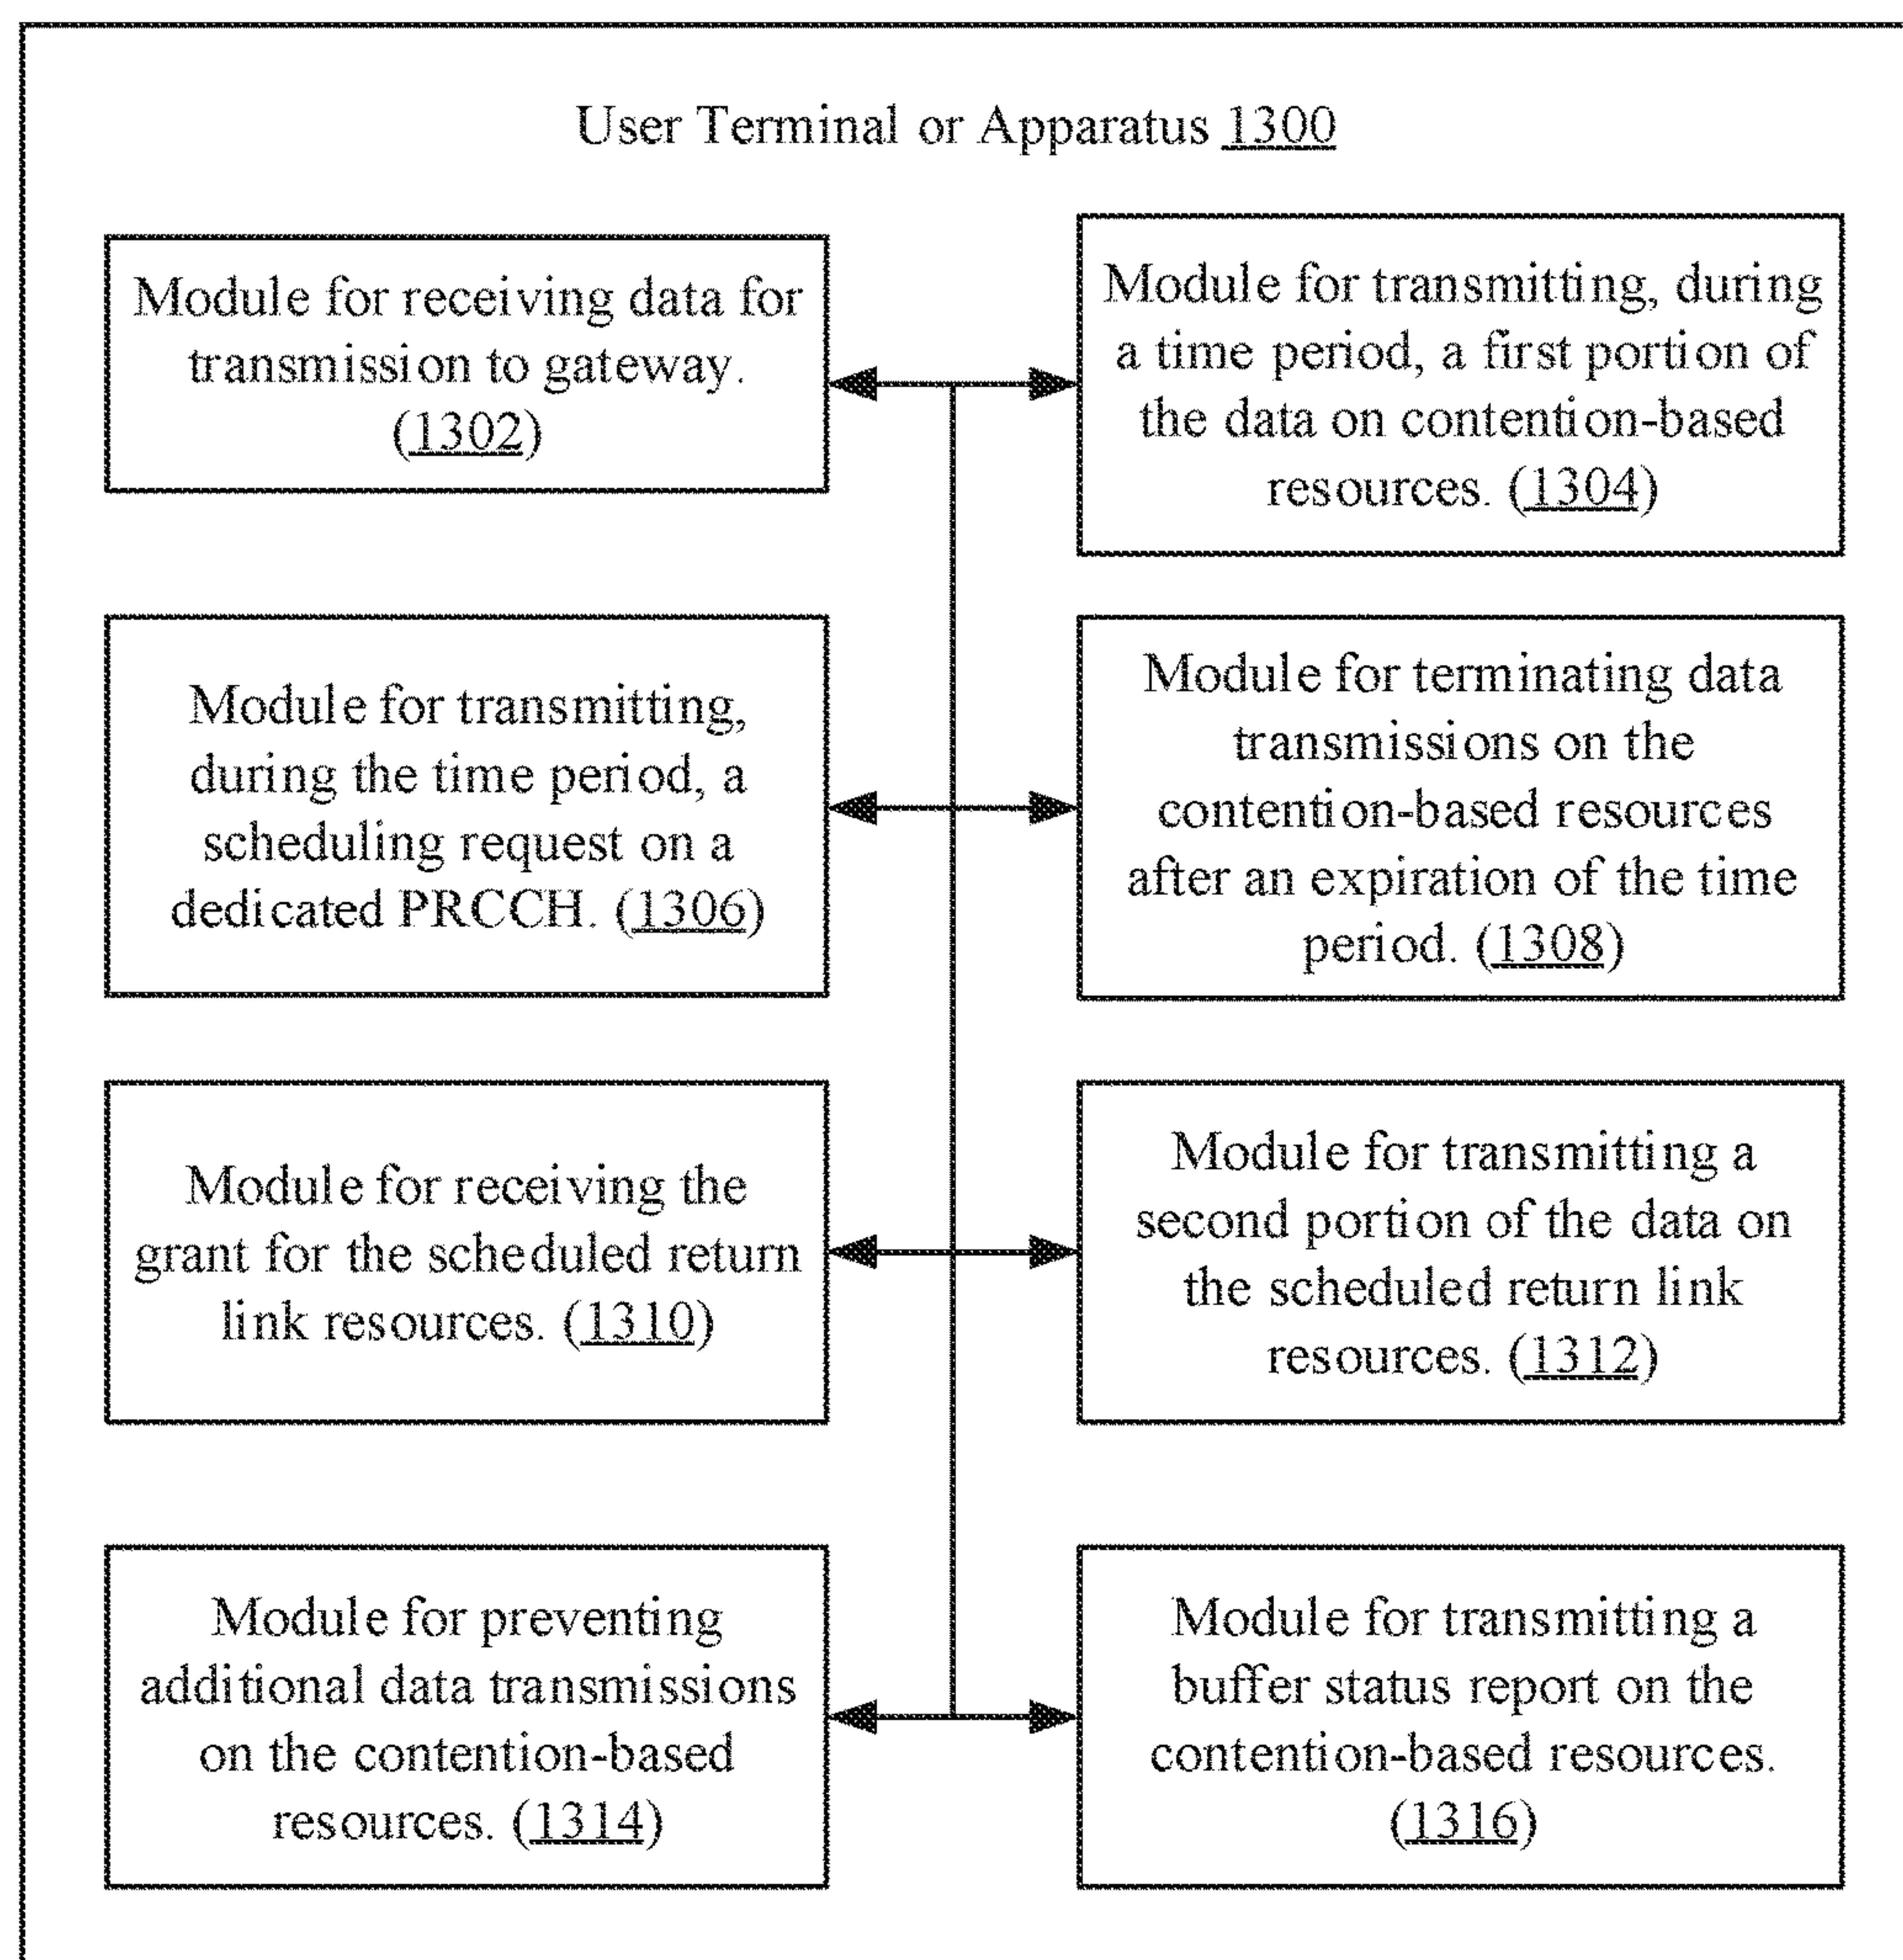 User Terminal or Apparatus 1300
Module for receiving data for
transmission to gateway.
(1302)
Module for transmitting, during
a time period, a first portion of
the data on contention-based
resources. (1304)
Module for transmitting,
during the time period, a
scheduling request on a
dedicated PRCCH. (1306)
Module for terminating data
transmissions on the
contention-based resources
after an expiration of the time
period. (1308)
Module for receiving the
grant for the scheduled return
link resources. (1310)
Module for transmitting a
second portion of the data on
the scheduled return link
resources. (1312)
Module for preventing
additional data transmissions
on the contention-based
resources. (1314)
Module for transmitting a
buffer status report on the
contention-based resources.
(1316)